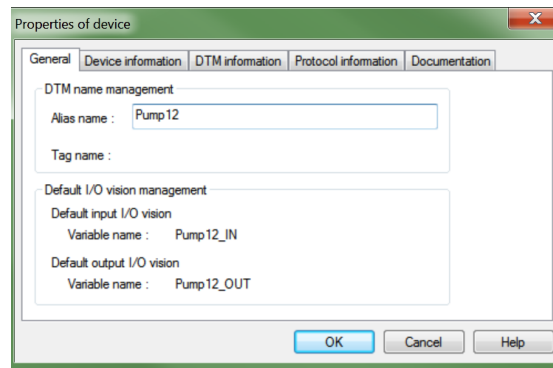 Properties of device
General Device information DTM information Protocol information Documentation
DTM name management
Alias name : Pump12
Tag name :
Default I/O vision management
Default input I/O vision
Variable name : Pump12_IN
Default output I/O vision
Variable name : Pump12_OUT
OK Cancel Help